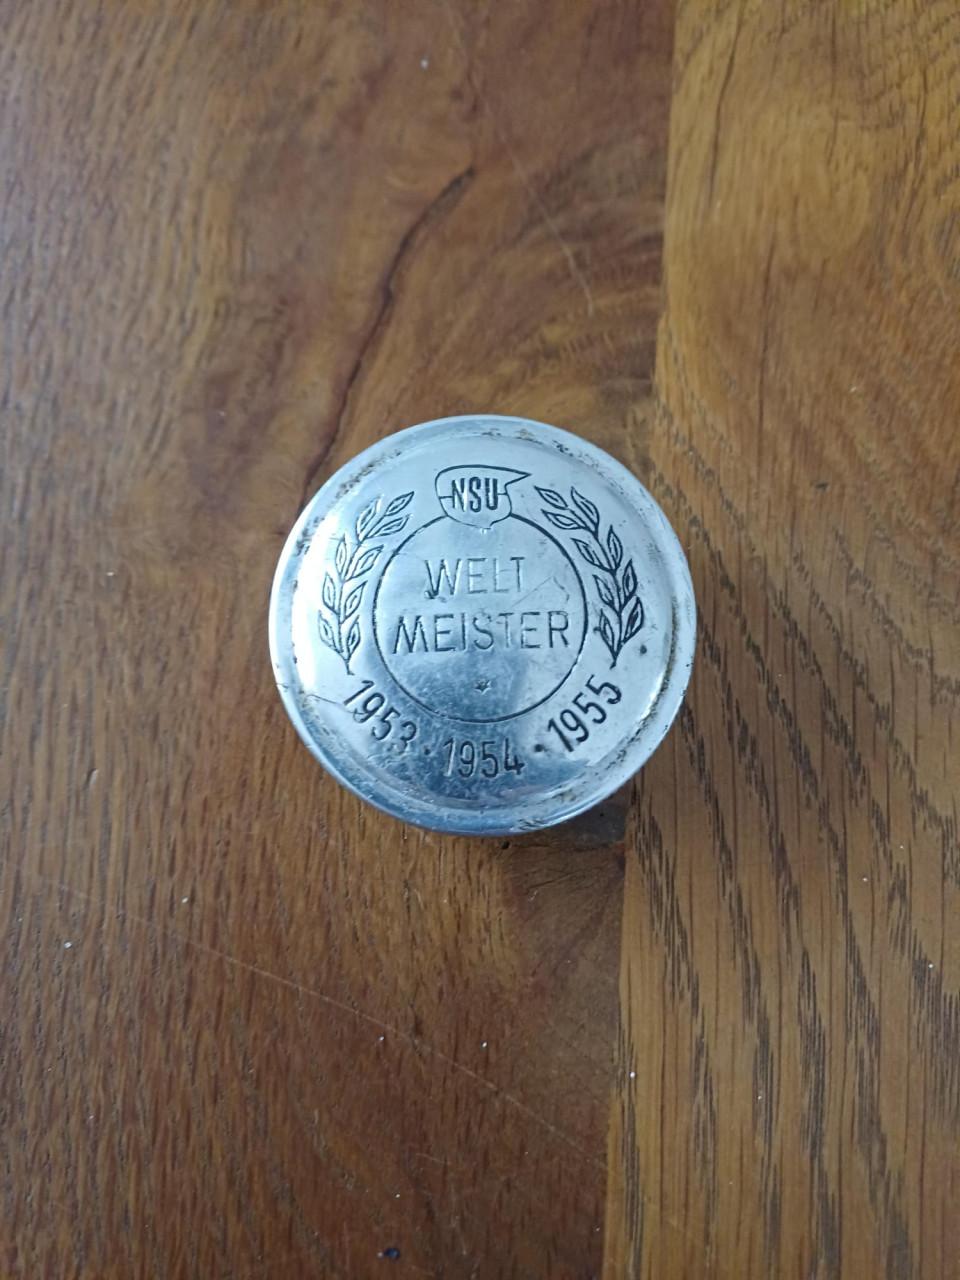 NSU
WELT
MEISTER
1953 · 1954 · 1955